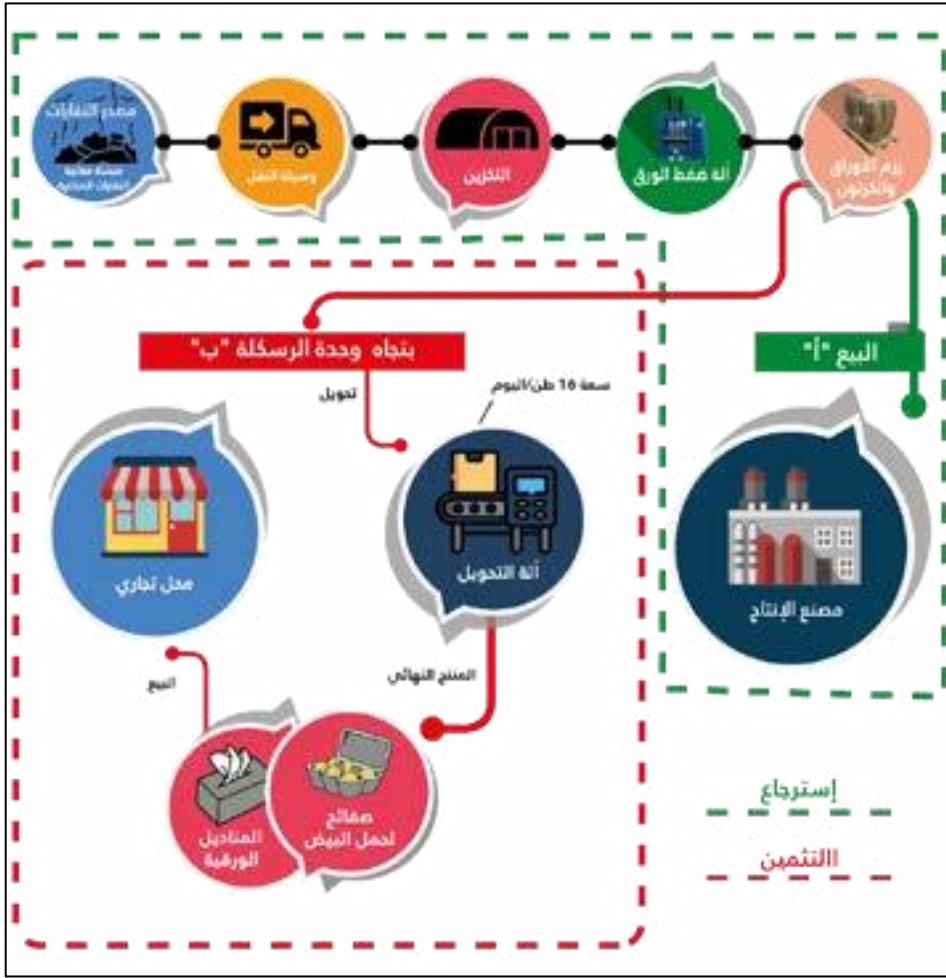 مصدر النفايات
وسيلة النقل
التخزين
آلة ضغط الورق
رزم الأوراق
والكرتون
بتجاه وحدة الرسكلة "ب"
البيع "أ"
تحويل
سعة 16 طن/اليوم
محل تجاري
آلة التحويل
مصنع الإنتاج
المنتج النهائي
البيع
المناديل
الورقية
صفائح
لحمل البيض
إسترجاع
االتثمين